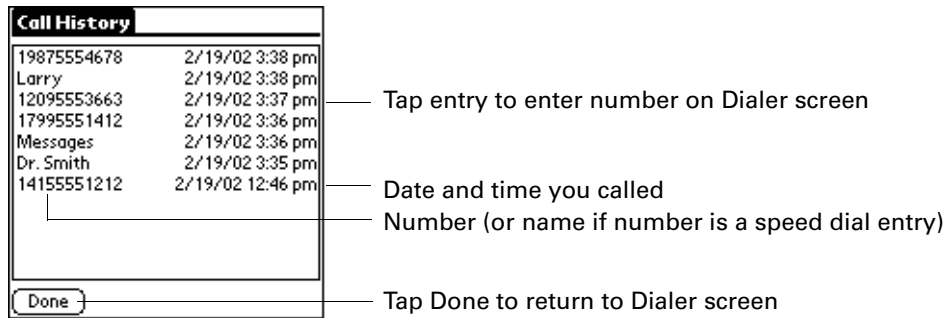 Call History
19875554678 2/19/02 3:38 pm
Larry 2/19/02 3:38 pm
12095553663 2/19/02 3:37 pm
Tap entry to enter number on Dialer screen
17995551412 2/19/02 3:36 pm
Messages 2/19/02 3:36 pm
Dr. Smith 2/19/02 3:35 pm
14155551212 2/19/02 12:46 pm
Date and time you called
Number (or name if number is a speed dial entry)
Done
Tap Done to return to Dialer screen